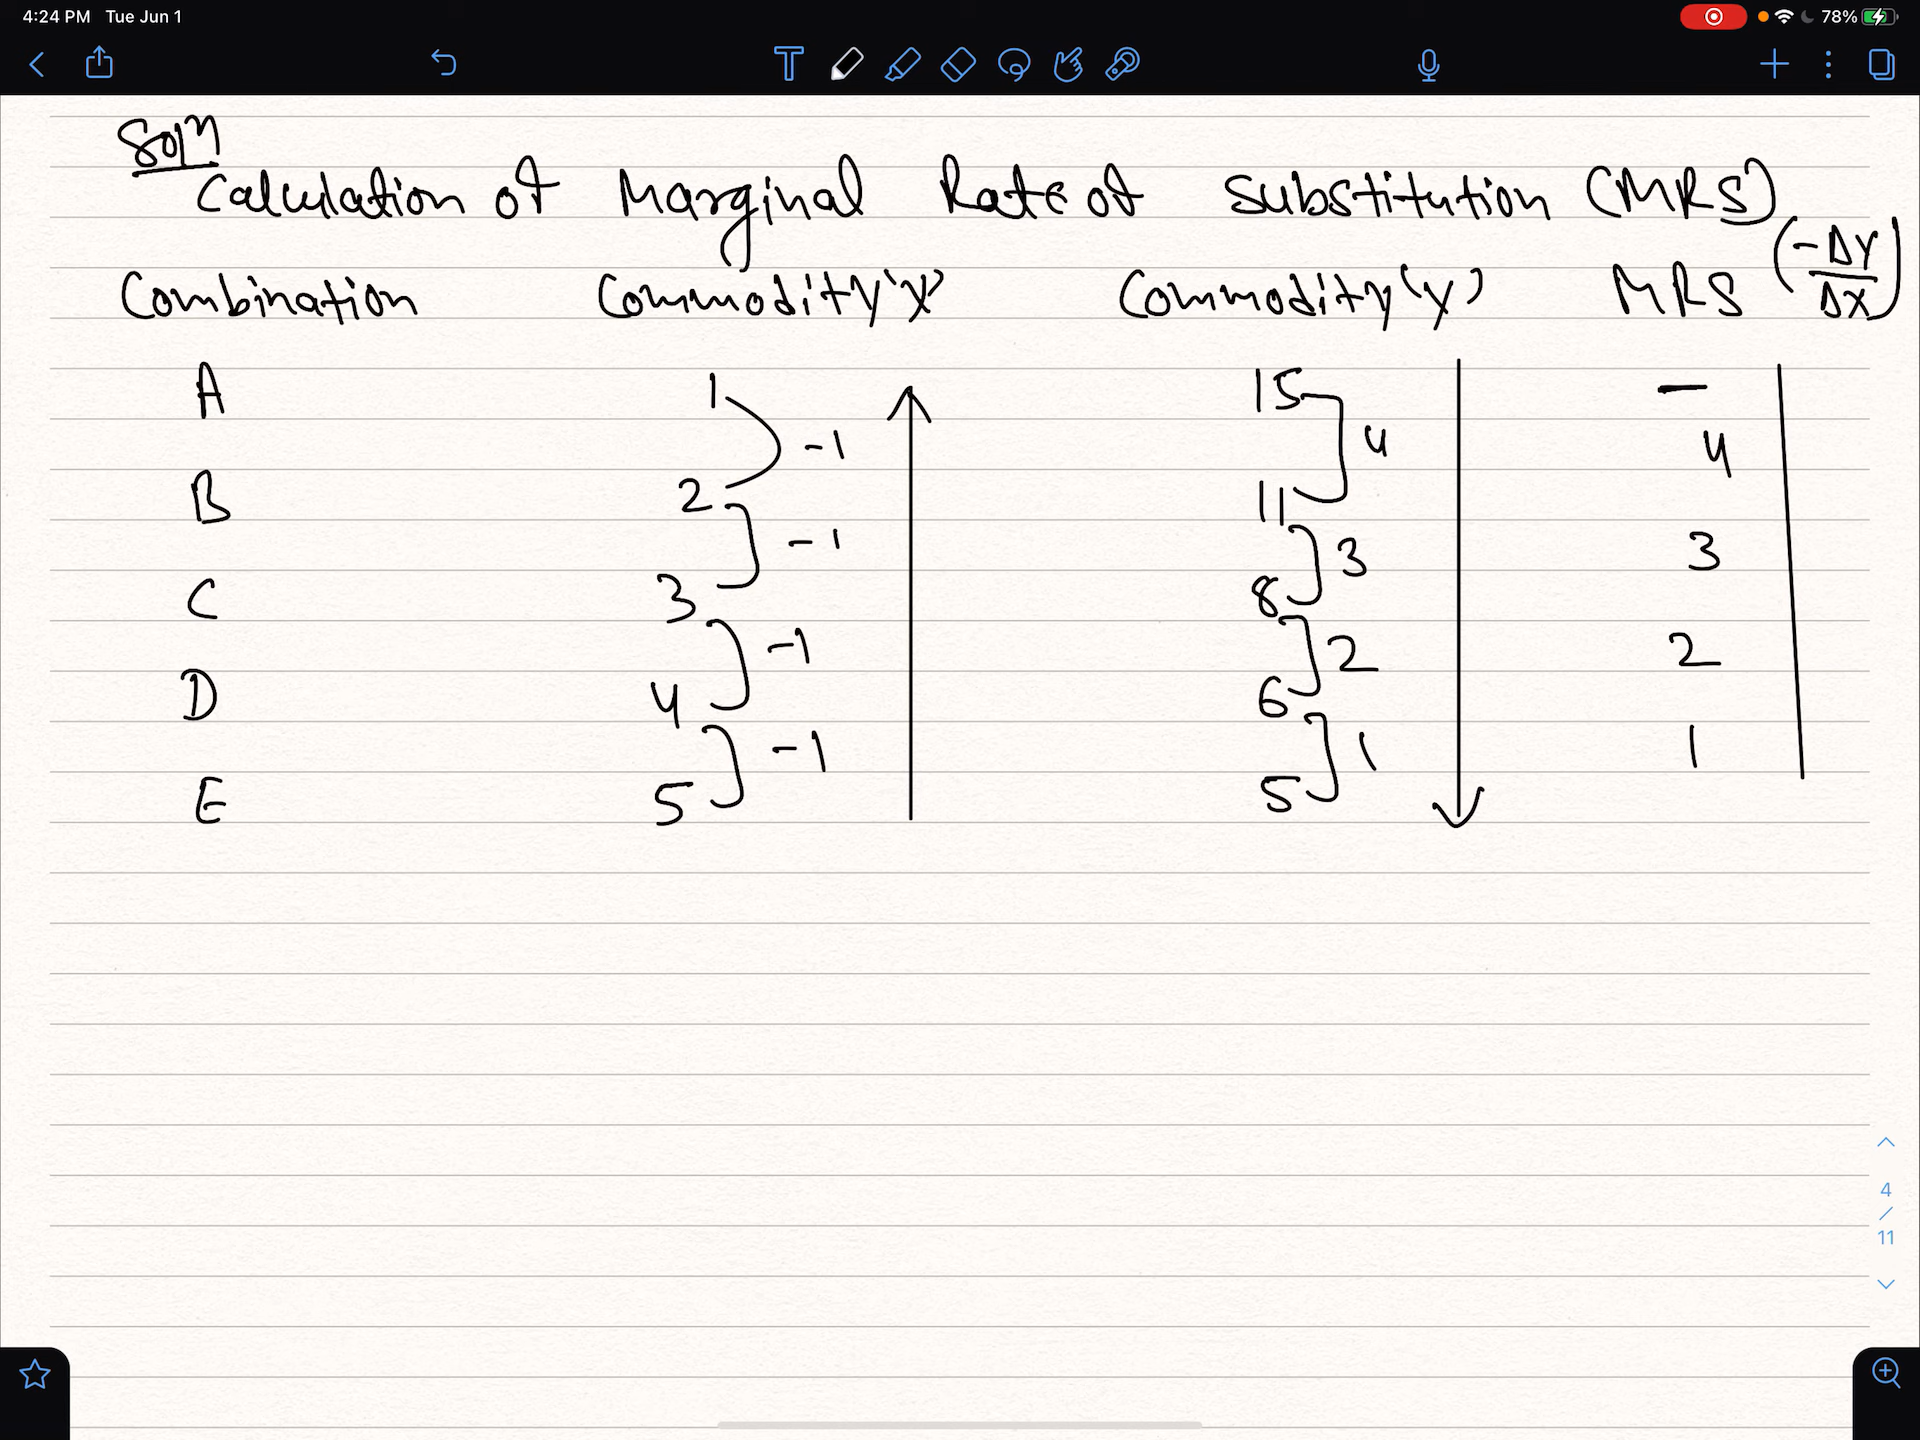 4:24 PM Tue Jun 1
78%
Soln
Calculation of Marginal Rate of Substitution (MRS)
Combination Commodity 'X' Commodity 'Y' MRS (-ΔY/ΔX)
A 1 15 —
-1 4 4
B 2 11
-1 3 3
C 3 8
-1 2 2
D 4 6
-1 1 1
E 5 5
4
/
11